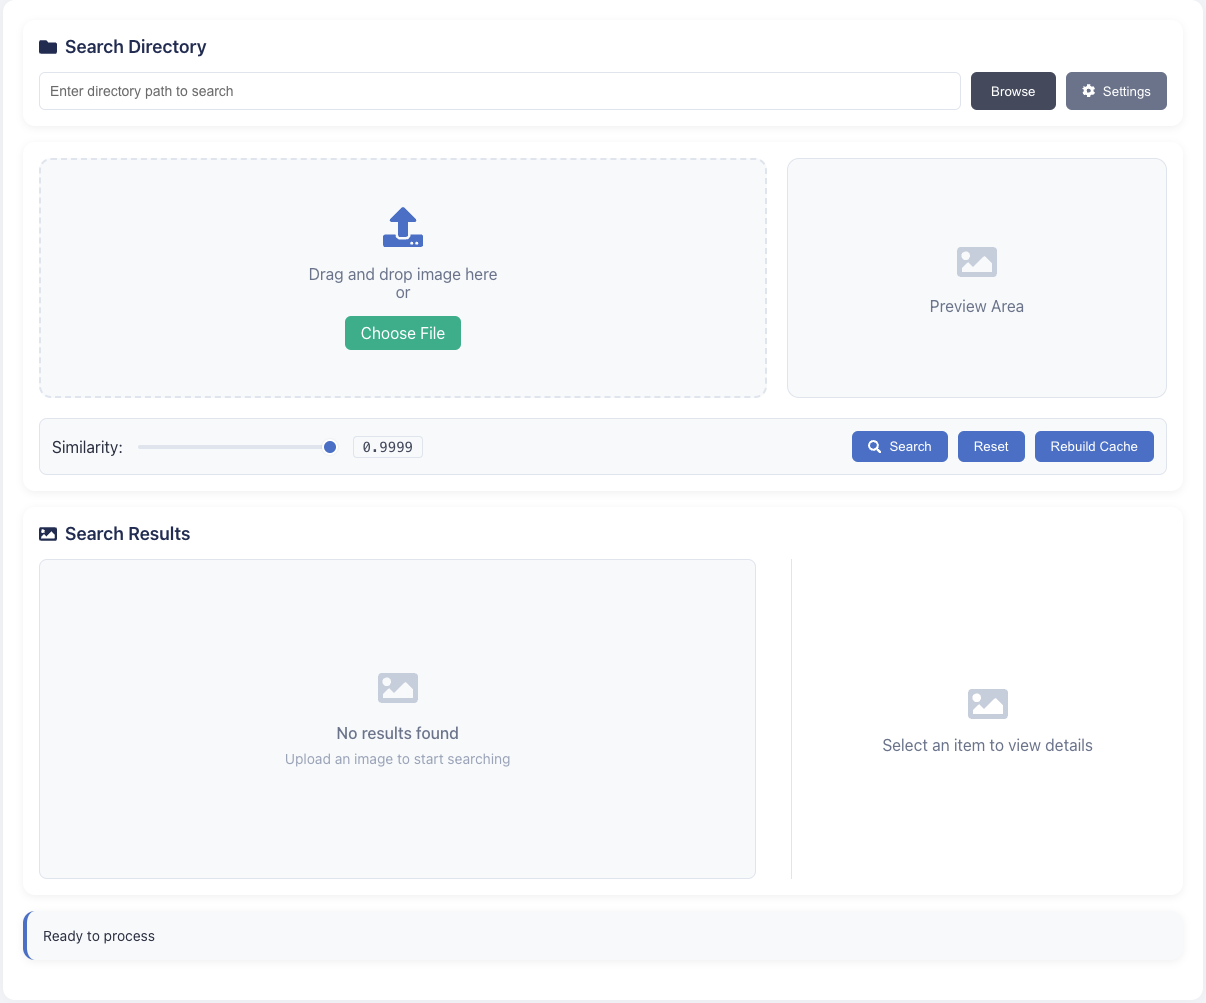 Search Directory
Enter directory path to search
Browse
Settings
Drag and drop image here
or
Choose File
Preview Area
Similarity:
0.9999
Search
Reset
Rebuild Cache
Search Results
No results found
Upload an image to start searching
Select an item to view details
Ready to process